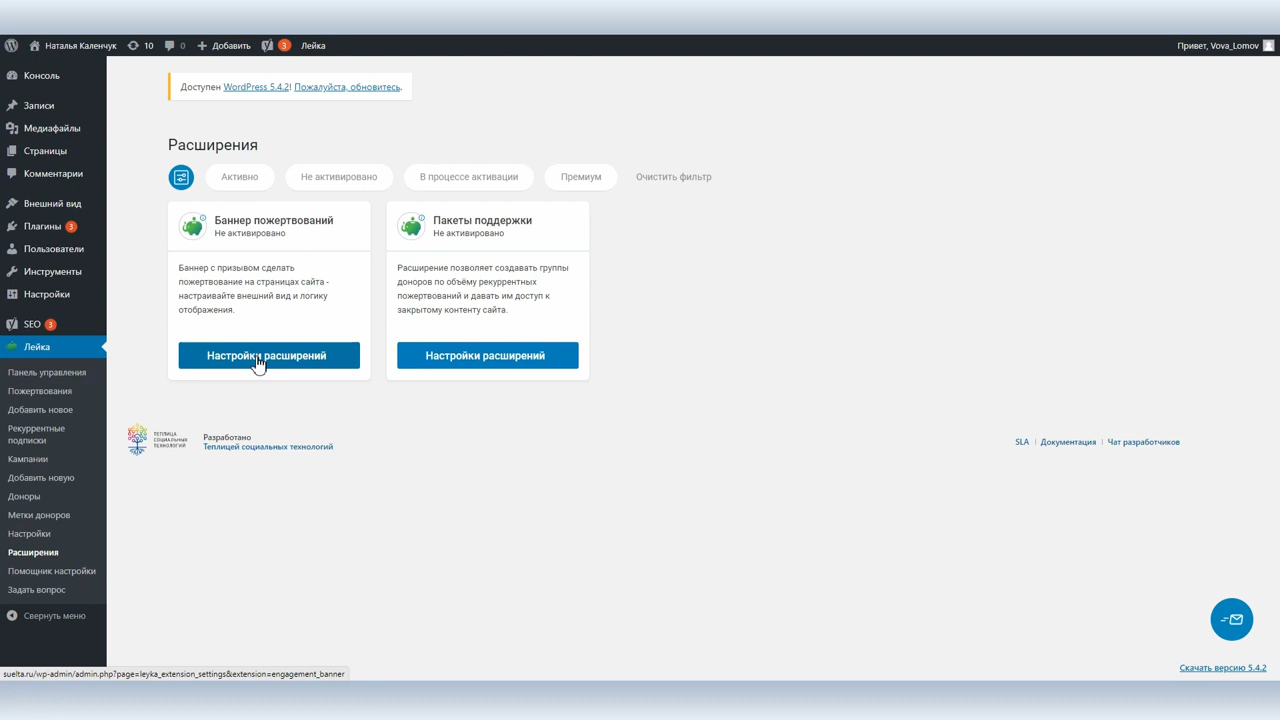 Наталья Каленчук 10 0 Добавить 3 Лейка Привет, Vova_Lomov
Консоль
Записи
Медиафайлы
Страницы
Комментарии
Внешний вид
Плагины 3
Пользователи
Инструменты
Настройки
SEO 3
Лейка
Панель управления
Пожертвования
Добавить новое
Рекуррентные
подписки
Кампании
Добавить новую
Доноры
Метки доноров
Настройки
Расширения
Помощник настройки
Задать вопрос
Свернуть меню
Доступен WordPress 5.4.2! Пожалуйста, обновитесь.
Расширения
Активно Не активировано В процессе активации Премиум Очистить фильтр
Баннер пожертвований
Не активировано
Баннер с призывом сделать
пожертвование на страницах сайта -
настраивайте внешний вид и логику
отображения.
Настройки расширений
Пакеты поддержки
Не активировано
Расширение позволяет создавать группы
доноров по объёму рекуррентных
пожертвований и давать им доступ к
закрытому контенту сайта.
Настройки расширений
ТЕПЛИЦА
СОЦИАЛЬНЫХ
ТЕХНОЛОГИЙ
Разработано
Теплицей социальных технологий
SLA Документация Чат разработчиков
Скачать версию 5.4.2
suelta.ru/wp-admin/admin.php?page=leyka_extension_settings&extension=engagement_banner